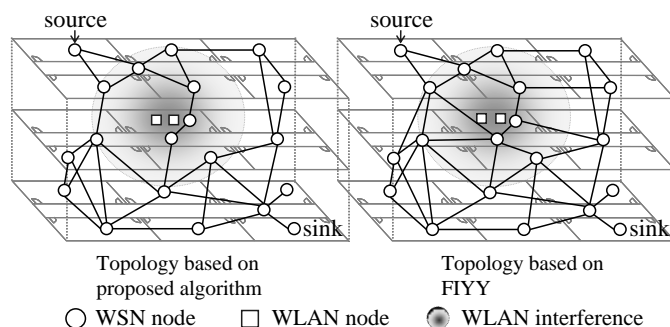 source
source
sink
sink
Topology based on
proposed algorithm
Topology based on
FIYY
WSN node
WLAN node
WLAN interference